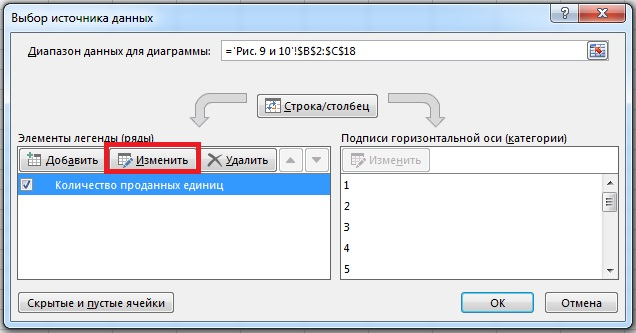 Выбор источника данных
Диапазон данных для диаграммы:
='Рис. 9 и 10'!$B$2:$C$18
Строка/столбец
Элементы легенды (ряды)
Добавить
Изменить
Удалить
Количество проданных единиц
Подписи горизонтальной оси (категории)
Изменить
1
2
3
4
5
Скрытые и пустые ячейки
ОК
Отмена